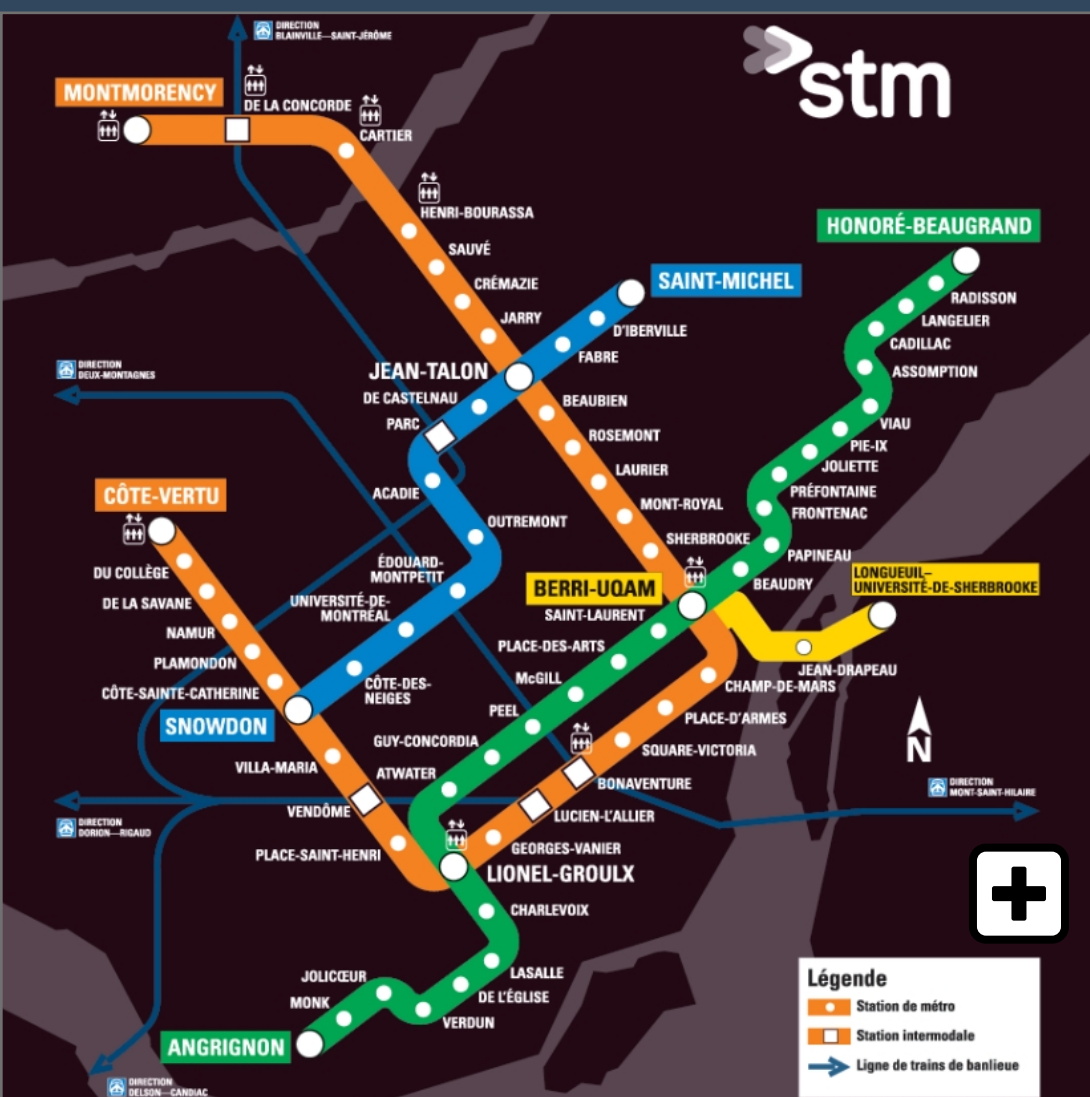 DIRECTION
BLAINVILLE—SAINT-JÉRÔME
stm
MONTMORENCY
DE LA CONCORDE
CARTIER
HENRI-BOURASSA
HONORÉ-BEAUGRAND
SAUVÉ
CRÉMAZIE
SAINT-MICHEL
RADISSON
JARRY
LANGELIER
D'IBERVILLE
CADILLAC
FABRE
DIRECTION
DEUX-MONTAGNES
JEAN-TALON
ASSOMPTION
DE CASTELNAU
BEAUBIEN
PARC
VIAU
ROSEMONT
PIE-IX
LAURIER
JOLIETTE
CÔTE-VERTU
ACADIE
PRÉFONTAINE
MONT-ROYAL
FRONTENAC
OUTREMONT
SHERBROOKE
PAPINEAU
DU COLLÈGE
ÉDOUARD-
MONTPETIT
BERRI-UQAM
BEAUDRY
LONGUEUIL–
UNIVERSITÉ-DE-SHERBROOKE
DE LA SAVANE
UNIVERSITÉ-DE-
MONTRÉAL
SAINT-LAURENT
NAMUR
PLACE-DES-ARTS
PLAMONDON
McGILL
JEAN-DRAPEAU
CÔTE-SAINTE-CATHERINE
CÔTE-DES-
NEIGES
CHAMP-DE-MARS
PEEL
PLACE-D'ARMES
SNOWDON
GUY-CONCORDIA
SQUARE-VICTORIA
N
VILLA-MARIA
ATWATER
BONAVENTURE
DIRECTION
MONT-SAINT-HILAIRE
VENDÔME
LUCIEN-L'ALLIER
DIRECTION
DORION—RIGAUD
PLACE-SAINT-HENRI
GEORGES-VANIER
LIONEL-GROULX
CHARLEVOIX
JOLICŒUR
LASALLE
MONK
DE L'ÉGLISE
VERDUN
ANGRIGNON
Légende
Station de métro
Station intermodale
Ligne de trains de banlieue
DIRECTION
DELSON—CANDIAC